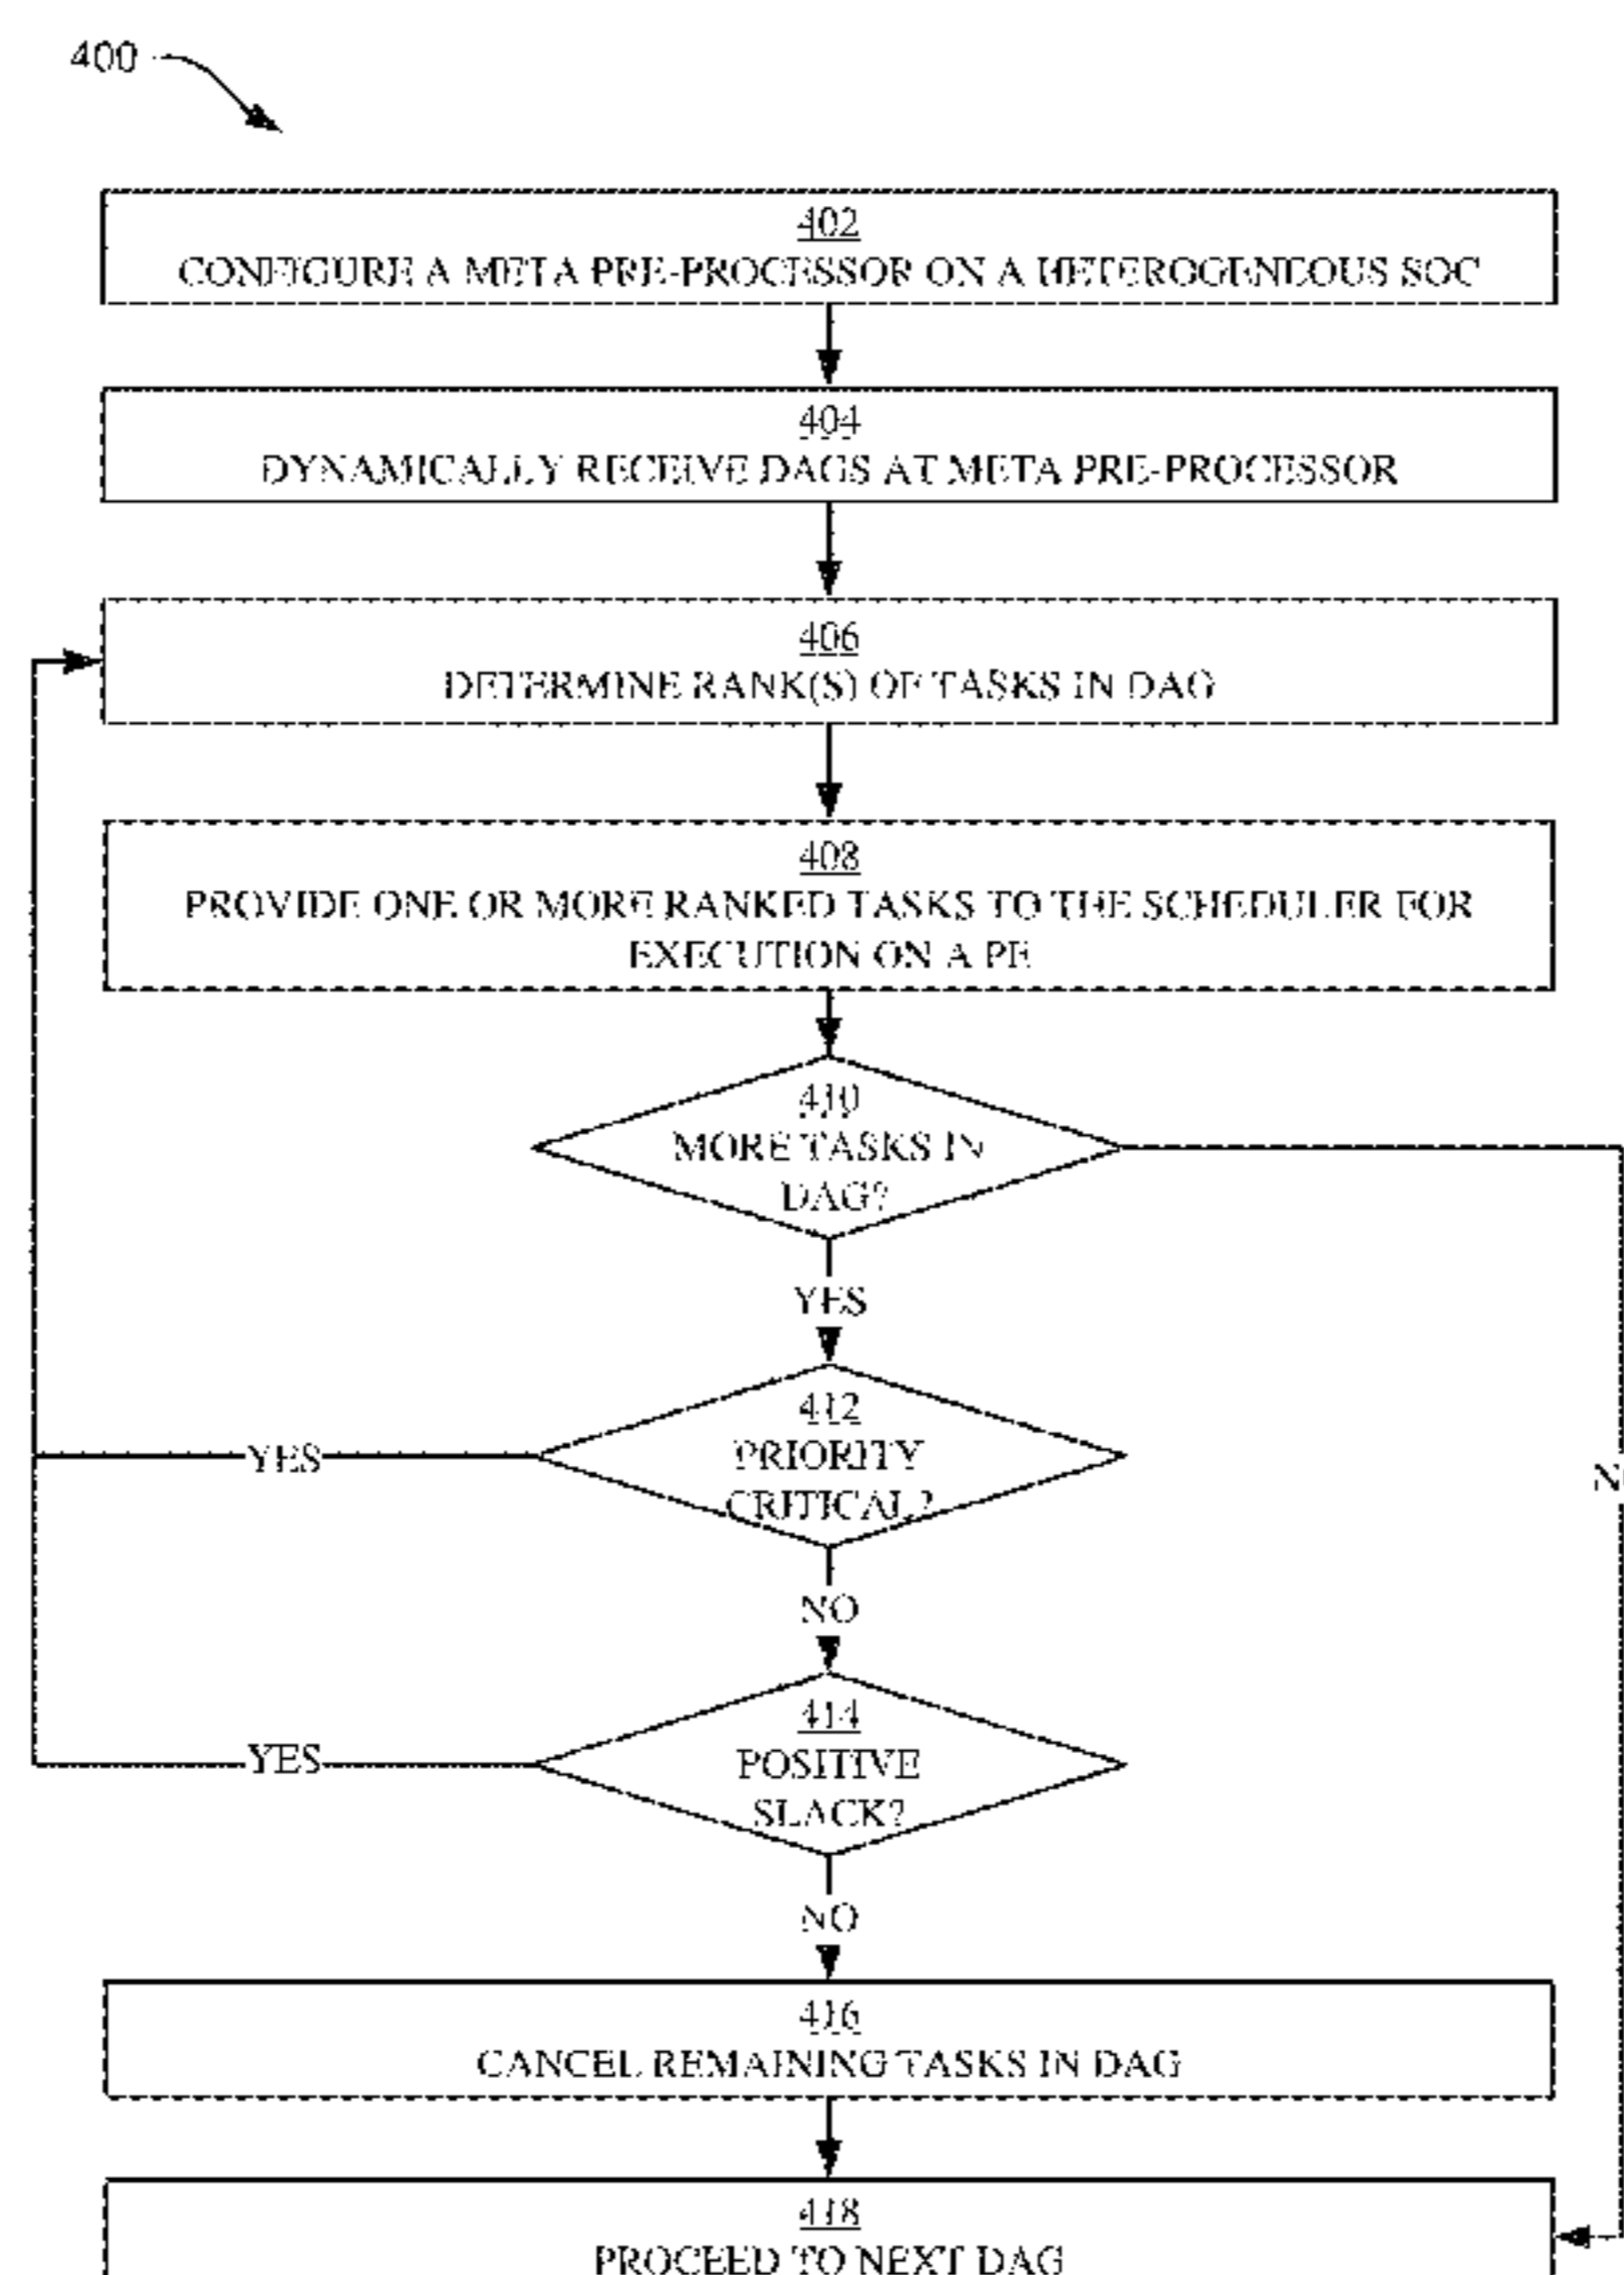 400
402
CONFIGURE A META PRE-PROCESSOR ON A HETEROGENEOUS SOC
404
DYNAMICALLY RECEIVE DAGS AT META PRE-PROCESSOR
406
DETERMINE RANK(S) OF TASKS IN DAG
408
PROVIDE ONE OR MORE RANKED TASKS TO THE SCHEDULER FOR
EXECUTION ON A PE
410
MORE TASKS IN
DAG?
YES
412
PRIORITY
CRITICAL?
YES
N
NO
414
POSITIVE
SLACK?
YES
NO
416
CANCEL REMAINING TASKS IN DAG
418
PROCEED TO NEXT DAG